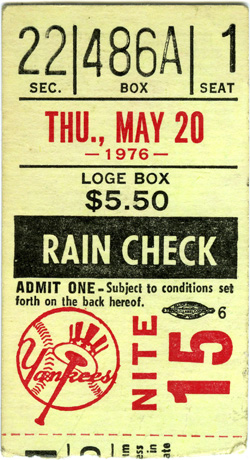 22 486A 1
SEC. BOX SEAT
THU., MAY 20
—1976—
LOGE BOX
$5.50
RAIN CHECK
ADMIT ONE—Subject to conditions set
forth on the back hereof.
6
Yankees
NITE
15